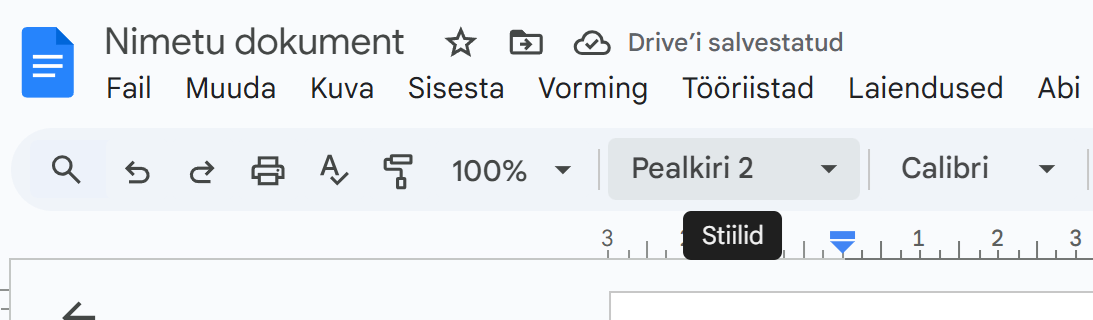 Nimetu dokument Drive’i salvestatud
Fail Muuda Kuva Sisesta Vorming Tööriistad Laiendused Abi
100% Pealkiri 2 Calibri
3 Stiilid 1 2 3